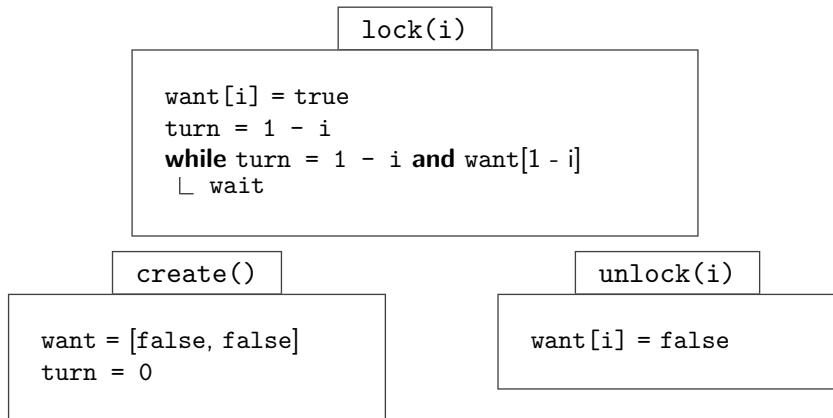 lock(i)
want[i] = true
turn = 1 - i
while turn = 1 - i and want[1 - i]
wait
create()
want = [false, false]
turn = 0
unlock(i)
want[i] = false